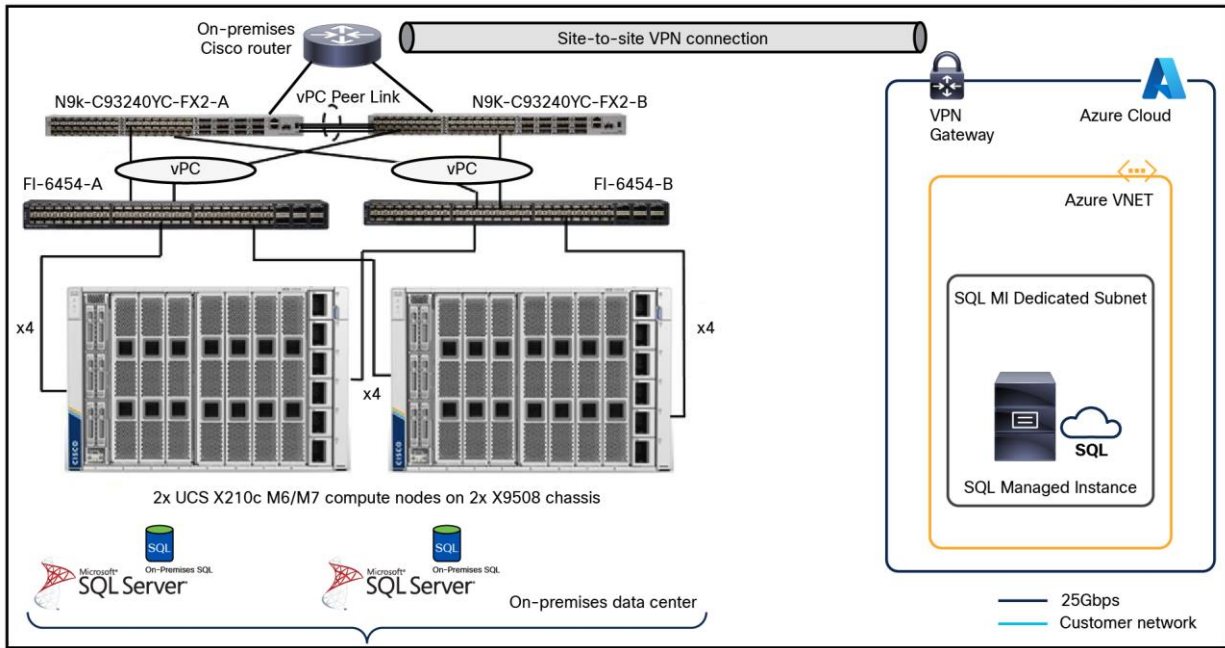 On-premises
Cisco router
Site-to-site VPN connection
N9k-C93240YC-FX2-A
vPC Peer Link
N9K-C93240YC-FX2-B
VPN
Gateway
Azure Cloud
vPC
vPC
FI-6454-A
FI-6454-B
Azure VNET
x4
x4
x4
SQL MI Dedicated Subnet
SQL
SQL Managed Instance
CISCO
CISCO
2x UCS X210c M6/M7 compute nodes on 2x X9508 chassis
SQL
On-Premises SQL
Microsoft®
SQL Server®
SQL
On-Premises SQL
Microsoft®
SQL Server®
On-premises data center
25Gbps
Customer network